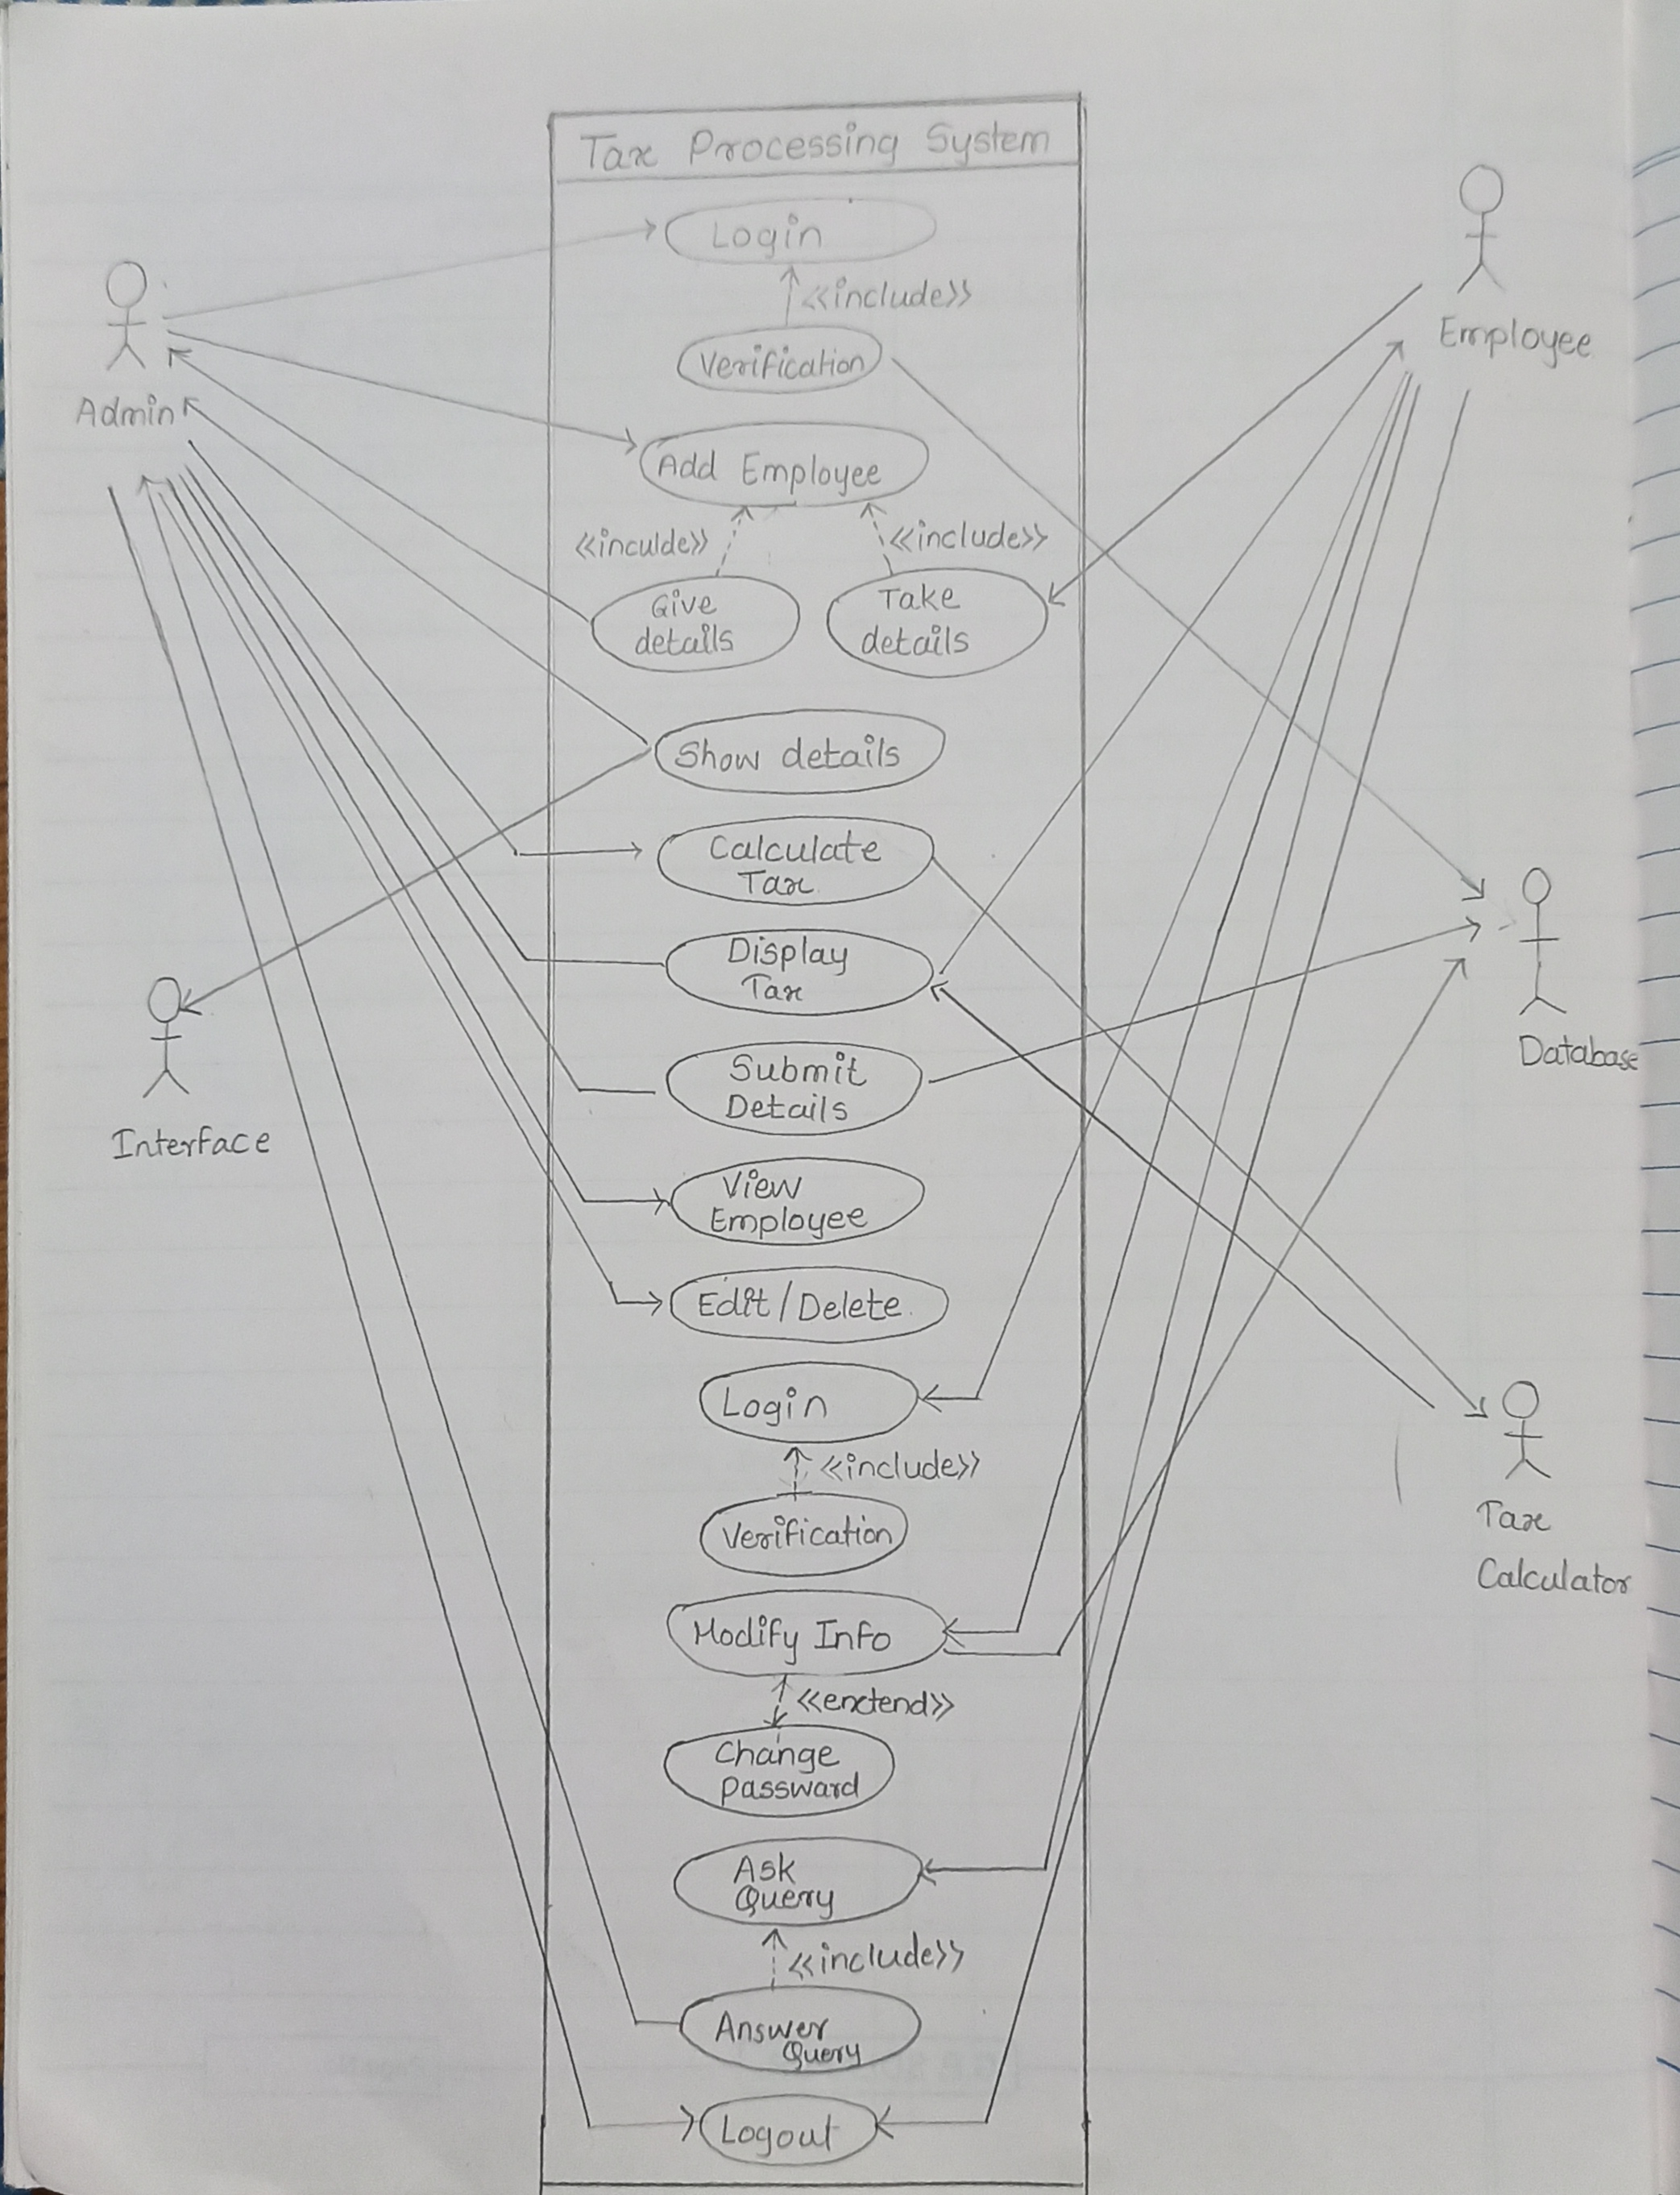 Tax Processing System
Login
<<include>>
Verification
Employee
Admin
Add Employee
<<inculde>>
<<include>>
Give
details
Take
details
Show details
Calculate
Tax
Display
Tax
Submit
Details
Database
Interface
View
Employee
Edit/Delete
Login
<<include>>
Verification
Tax
Calculator
Modify Info
<<extend>>
Change
Passward
Ask
Query
<<include>>
Answer
Query
Logout